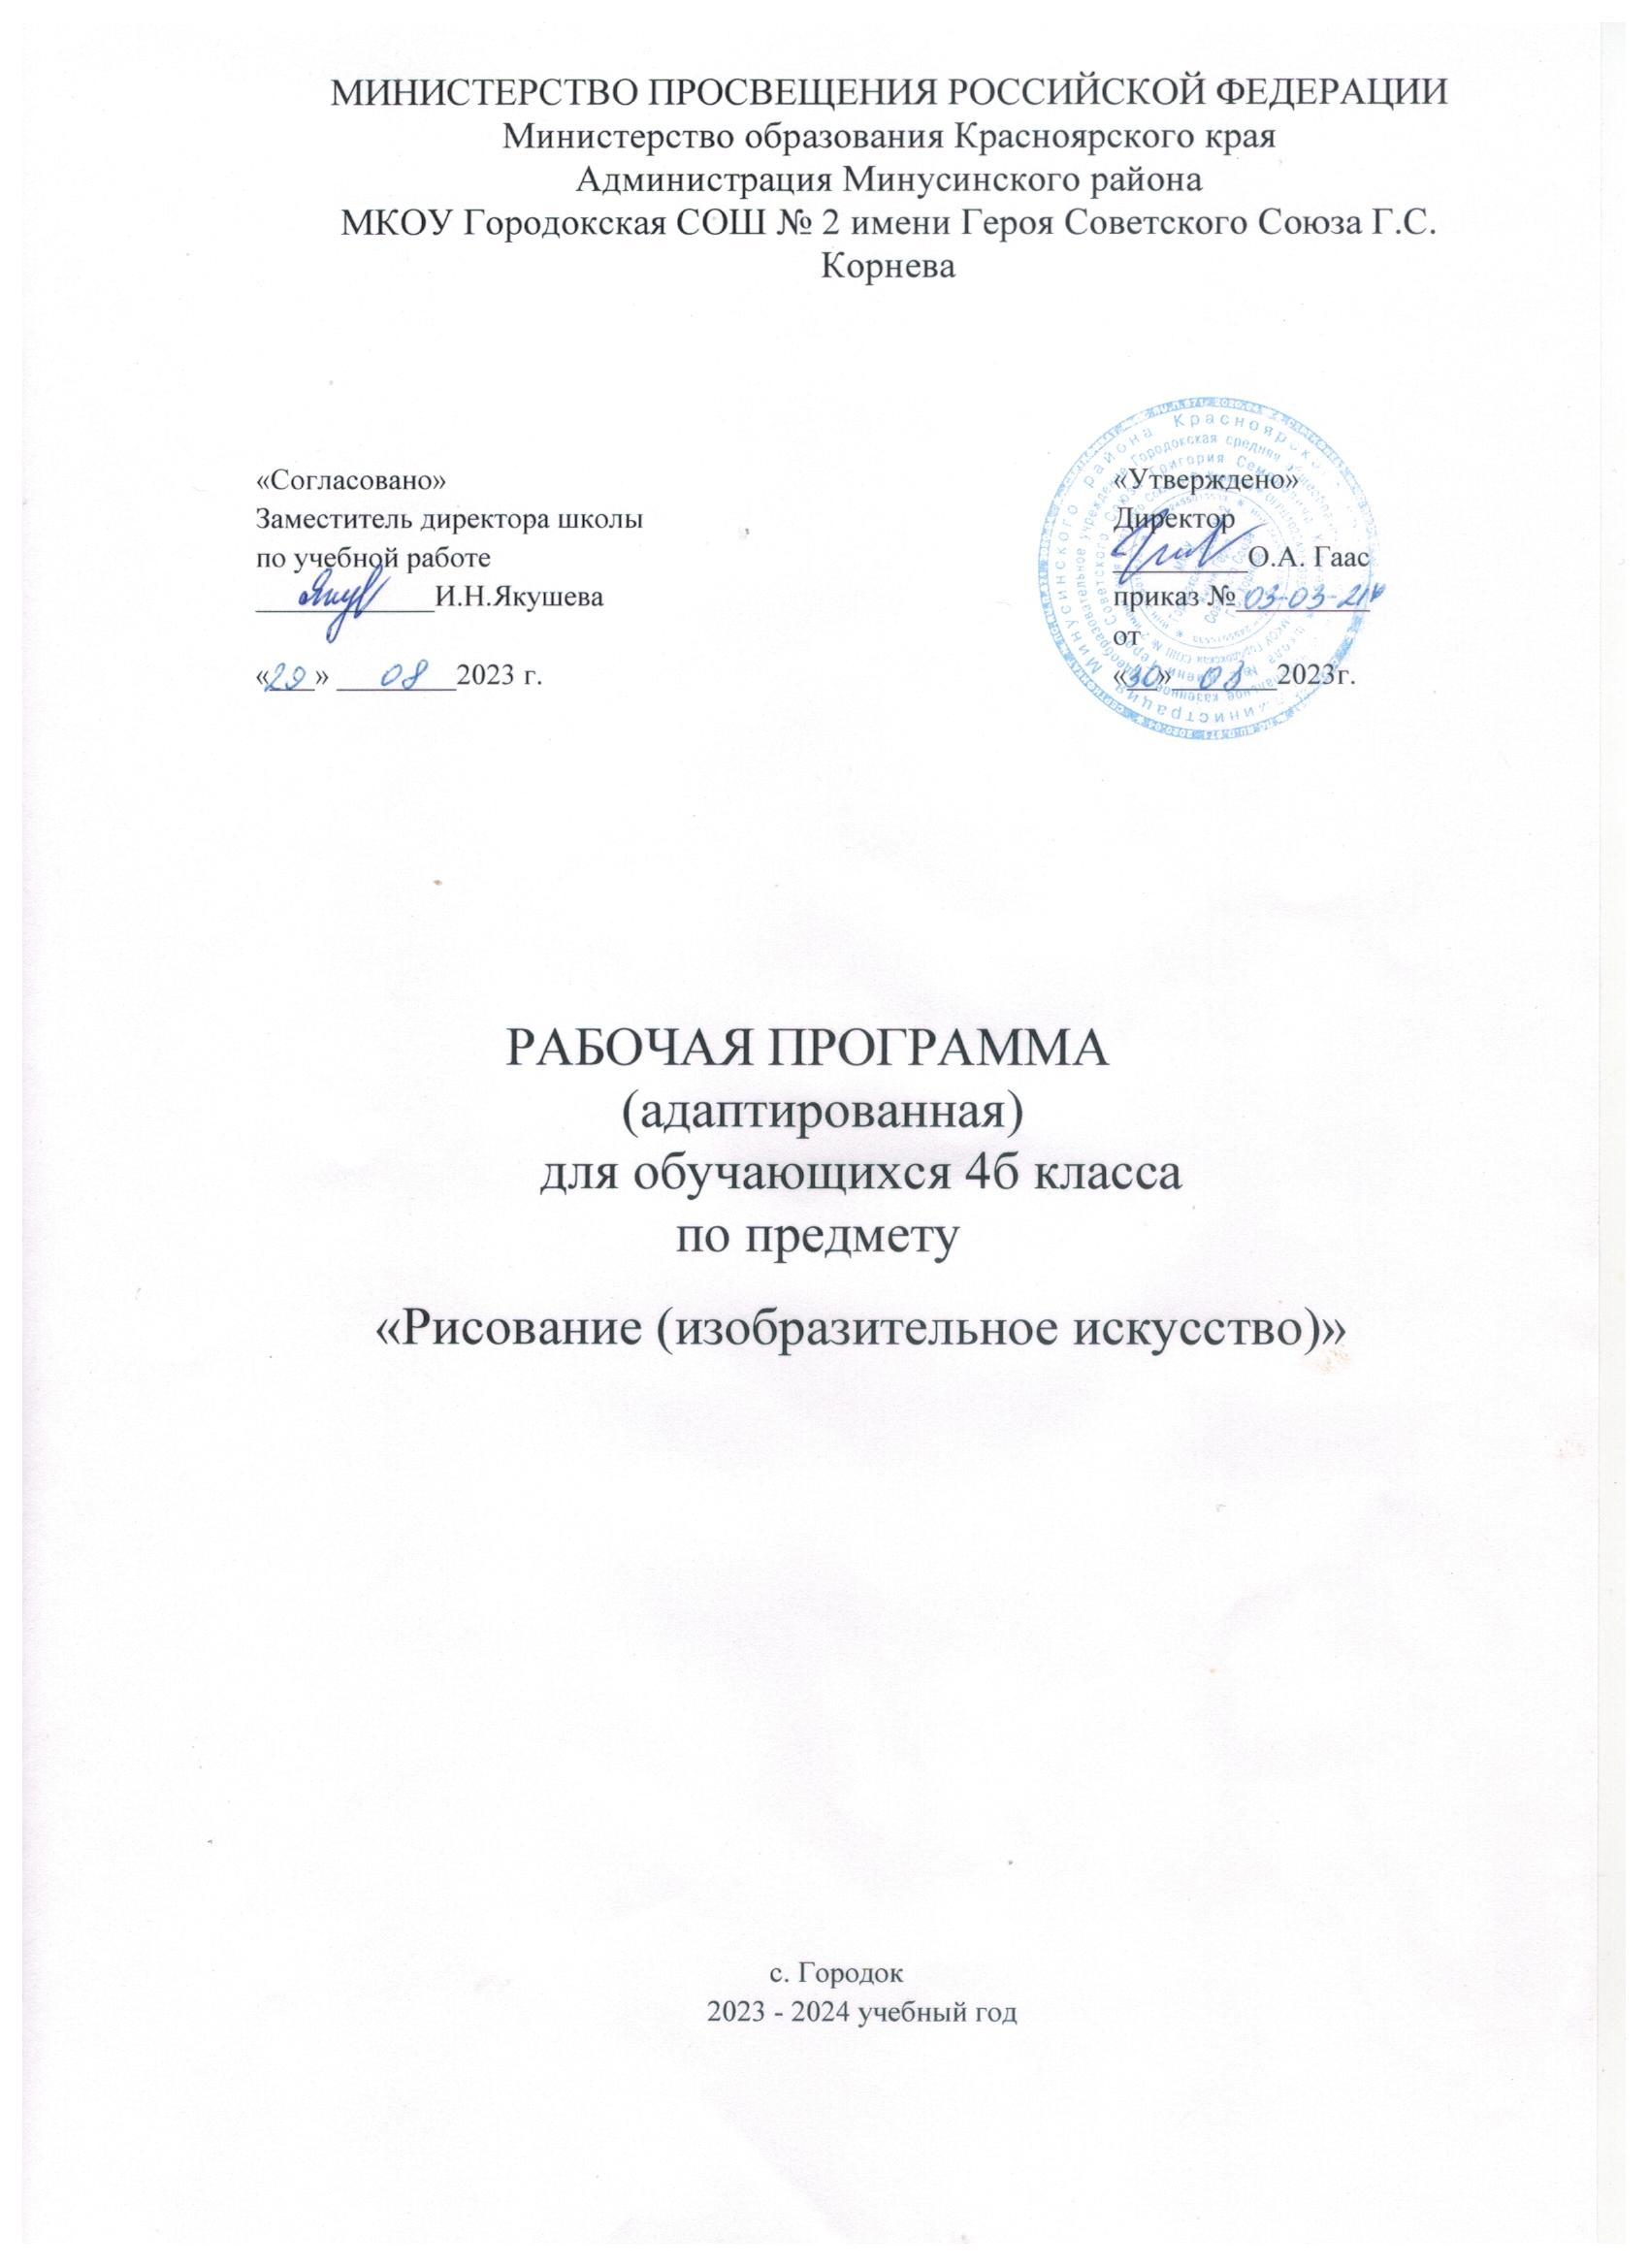 МИНИСТЕРСТВО ПРОСВЕЩЕНИЯ РОССИЙСКОЙ ФЕДЕРАЦИИ
Министерство образования Красноярского края
Администрация Минусинского района
МКОУ Городокская СОШ № 2 имени Героя Советского Союза Г.С.
Корнева
«Согласовано»
Заместитель директора школы
по учебной работе
И.Н.Якушева
«29» 08 2023 г.
«Утверждено»
Директор
О.А. Гаас
приказ №
от
«30» 08 2023г.
РАБОЧАЯ ПРОГРАММА
(адаптированная)
для обучающихся 4б класса
по предмету
«Рисование (изобразительное искусство)»
с. Городок
2023 - 2024 учебный год